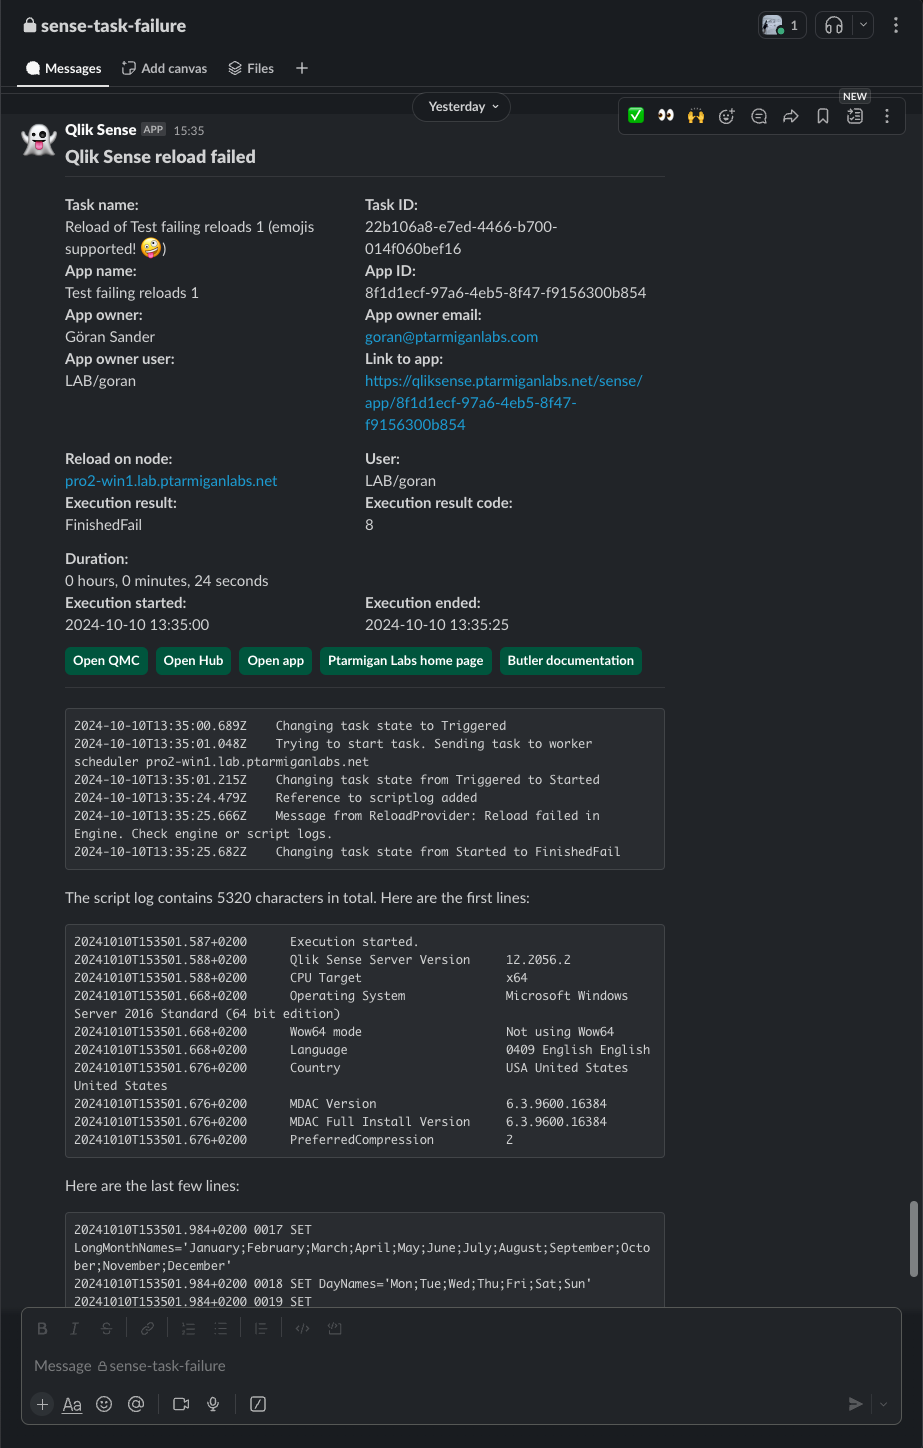 sense-task-failure
1
Messages
Add canvas
Files
Yesterday
NEW
Qlik Sense APP 15:35
Qlik Sense reload failed
Task name:
Reload of Test failing reloads 1 (emojis
supported! 🤪)
Task ID:
22b106a8-e7ed-4466-b700-
014f060bef16
App name:
Test failing reloads 1
App ID:
8f1d1ecf-97a6-4eb5-8f47-f9156300b854
App owner:
Göran Sander
App owner email:
goran@ptarmiganlabs.com
App owner user:
LAB/goran
Link to app:
https://qliksense.ptarmiganlabs.net/sense/
app/8f1d1ecf-97a6-4eb5-8f47-
f9156300b854
Reload on node:
pro2-win1.lab.ptarmiganlabs.net
User:
LAB/goran
Execution result:
FinishedFail
Execution result code:
8
Duration:
0 hours, 0 minutes, 24 seconds
Execution started:
2024-10-10 13:35:00
Execution ended:
2024-10-10 13:35:25
Open QMC
Open Hub
Open app
Ptarmigan Labs home page
Butler documentation
2024-10-10T13:35:00.689Z    Changing task state to Triggered
2024-10-10T13:35:01.048Z    Trying to start task. Sending task to worker
scheduler pro2-win1.lab.ptarmiganlabs.net
2024-10-10T13:35:01.215Z    Changing task state from Triggered to Started
2024-10-10T13:35:24.479Z    Reference to scriptlog added
2024-10-10T13:35:25.666Z    Message from ReloadProvider: Reload failed in
Engine. Check engine or script logs.
2024-10-10T13:35:25.682Z    Changing task state from Started to FinishedFail
The script log contains 5320 characters in total. Here are the first lines:
20241010T153501.587+0200      Execution started.
20241010T153501.588+0200      Qlik Sense Server Version     12.2056.2
20241010T153501.588+0200      CPU Target                    x64
20241010T153501.668+0200      Operating System              Microsoft Windows
Server 2016 Standard (64 bit edition)
20241010T153501.668+0200      Wow64 mode                    Not using Wow64
20241010T153501.668+0200      Language                      0409 English English
20241010T153501.676+0200      Country                       USA United States
United States
20241010T153501.676+0200      MDAC Version                  6.3.9600.16384
20241010T153501.676+0200      MDAC Full Install Version     6.3.9600.16384
20241010T153501.676+0200      PreferredCompression          2
Here are the last few lines:
20241010T153501.984+0200 0017 SET
LongMonthNames='January;February;March;April;May;June;July;August;September;Octo
ber;November;December'
20241010T153501.984+0200 0018 SET DayNames='Mon;Tue;Wed;Thu;Fri;Sat;Sun'
20241010T153501.984+0200 0019 SET
Message sense-task-failure
Aa